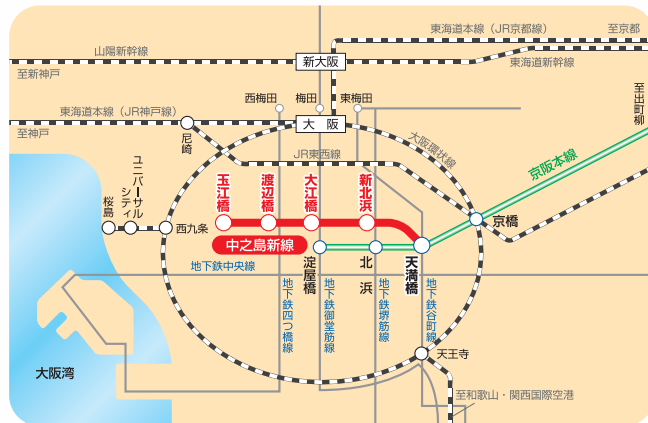 東海道本線（JR京都線）
至京都
山陽新幹線
新大阪
東海道新幹線
至新神戸
至出町柳
西梅田
梅田
東梅田
東海道本線（JR神戸線）
大阪
至神戸
尼崎
大阪環状線
JR東西線
京阪本線
ユニバーサル
シティ
桜島
西九条
玉江橋
渡辺橋
大江橋
新北浜
京橋
中之島新線
淀屋橋
北浜
天満橋
地下鉄中央線
地下鉄四つ橋線
地下鉄御堂筋線
地下鉄堺筋線
地下鉄谷町線
天王寺
大阪湾
至和歌山・関西国際空港